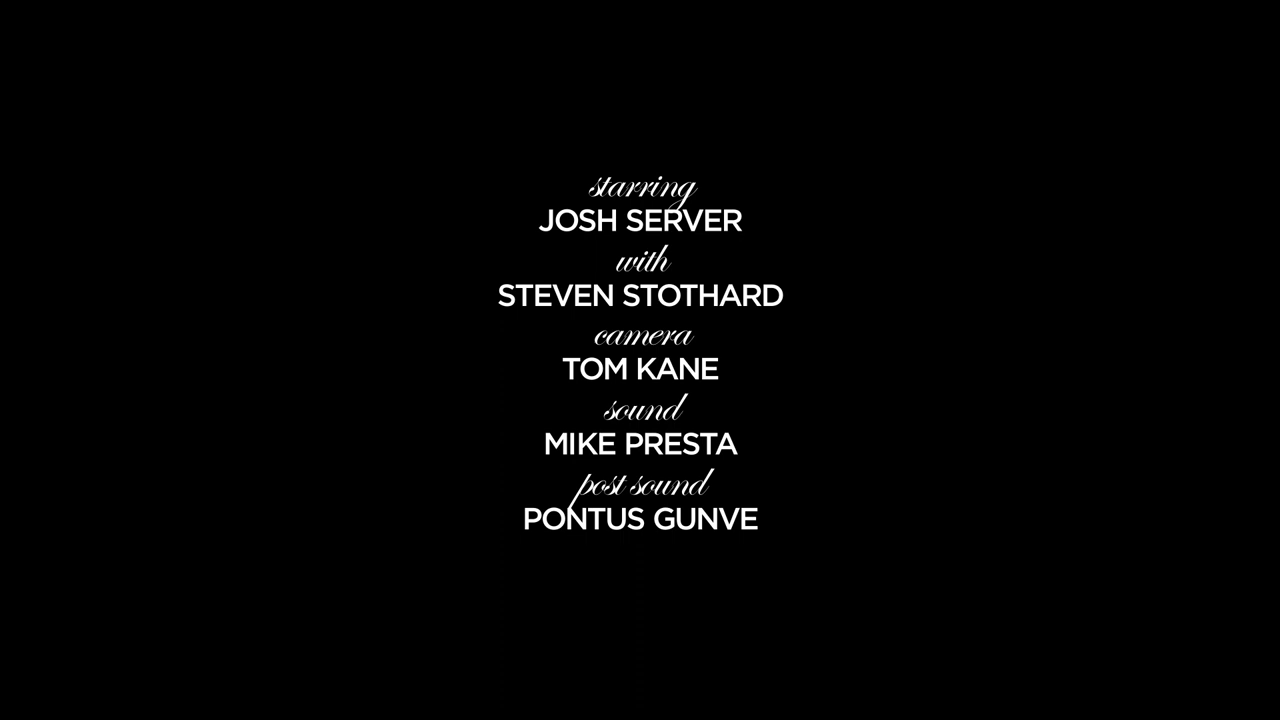 starring
JOSH SERVER
with
STEVEN STOTHARD
camera
TOM KANE
sound
MIKE PRESTA
post sound
PONTUS GUNVE